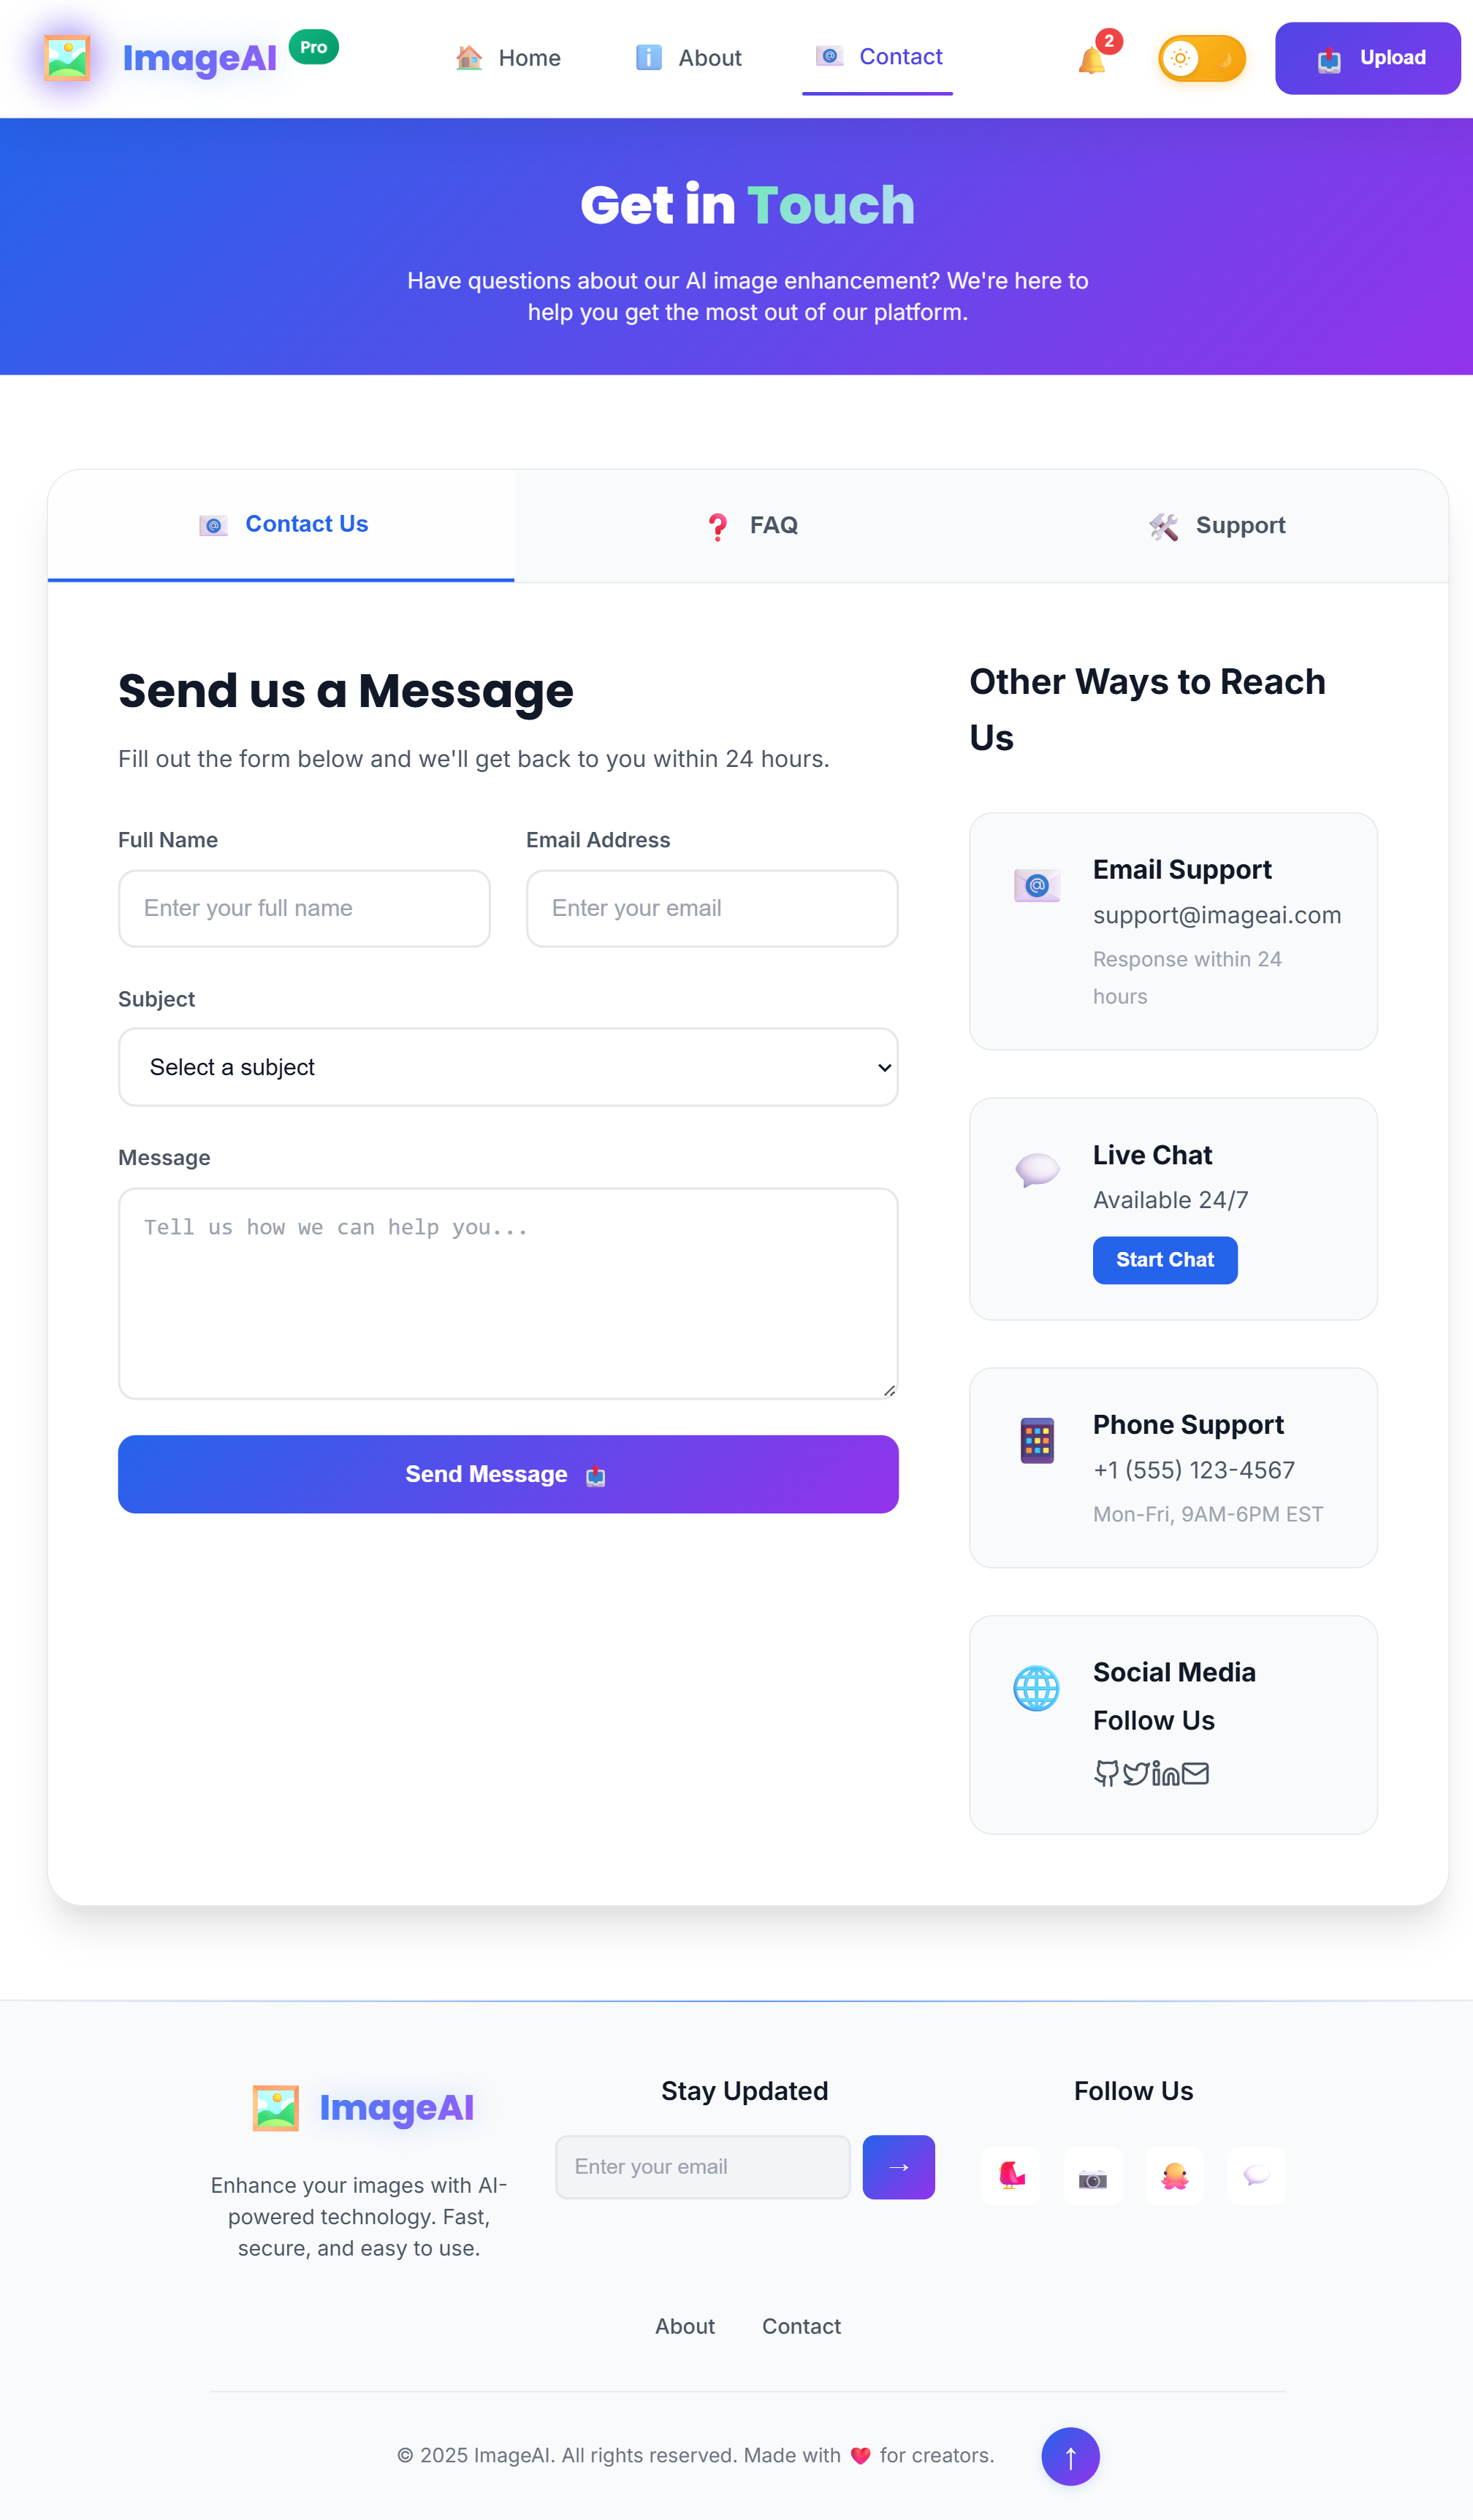 ImageAI Pro
Home About Contact 2 Upload
Get in Touch
Have questions about our AI image enhancement? We're here to
help you get the most out of our platform.
Contact Us FAQ Support
Send us a Message
Fill out the form below and we'll get back to you within 24 hours.
Full Name Email Address
Enter your full name Enter your email
Subject
Select a subject
Message
Tell us how we can help you...
Send Message
Other Ways to Reach
Us
Email Support
support@imageai.com
Response within 24
hours
Live Chat
Available 24/7
Start Chat
Phone Support
+1 (555) 123-4567
Mon-Fri, 9AM-6PM EST
Social Media
Follow Us
ImageAI
Enhance your images with AI-
powered technology. Fast,
secure, and easy to use.
Stay Updated
Enter your email →
Follow Us
About Contact
© 2025 ImageAI. All rights reserved. Made with ❤️ for creators.
↑